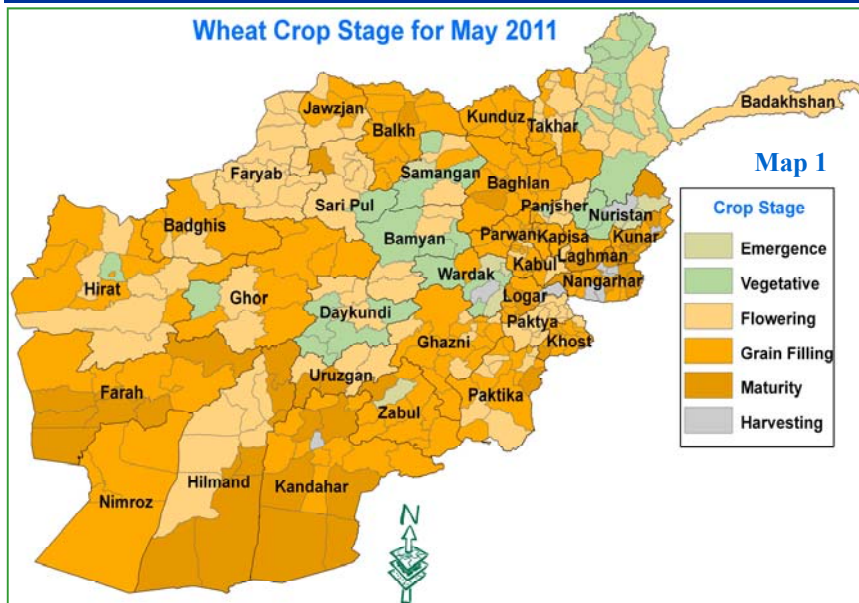 Wheat Crop Stage for May 2011
Badakhshan
Jawzjan
Balkh
Kunduz
Takhar
Map 1
Faryab
Samangan
Baghlan
Sari Pul
Panjsher
Nuristan
Badghis
Bamyan
Parwan
Kapisa
Kunar
Laghman
Hirat
Ghor
Wardak
Kabul
Nangarhar
Daykundi
Logar
Paktya
Ghazni
Khost
Farah
Uruzgan
Zabul
Paktika
Nimroz
Hilmand
Kandahar
N
Crop Stage
Emergence
Vegetative
Flowering
Grain Filling
Maturity
Harvesting